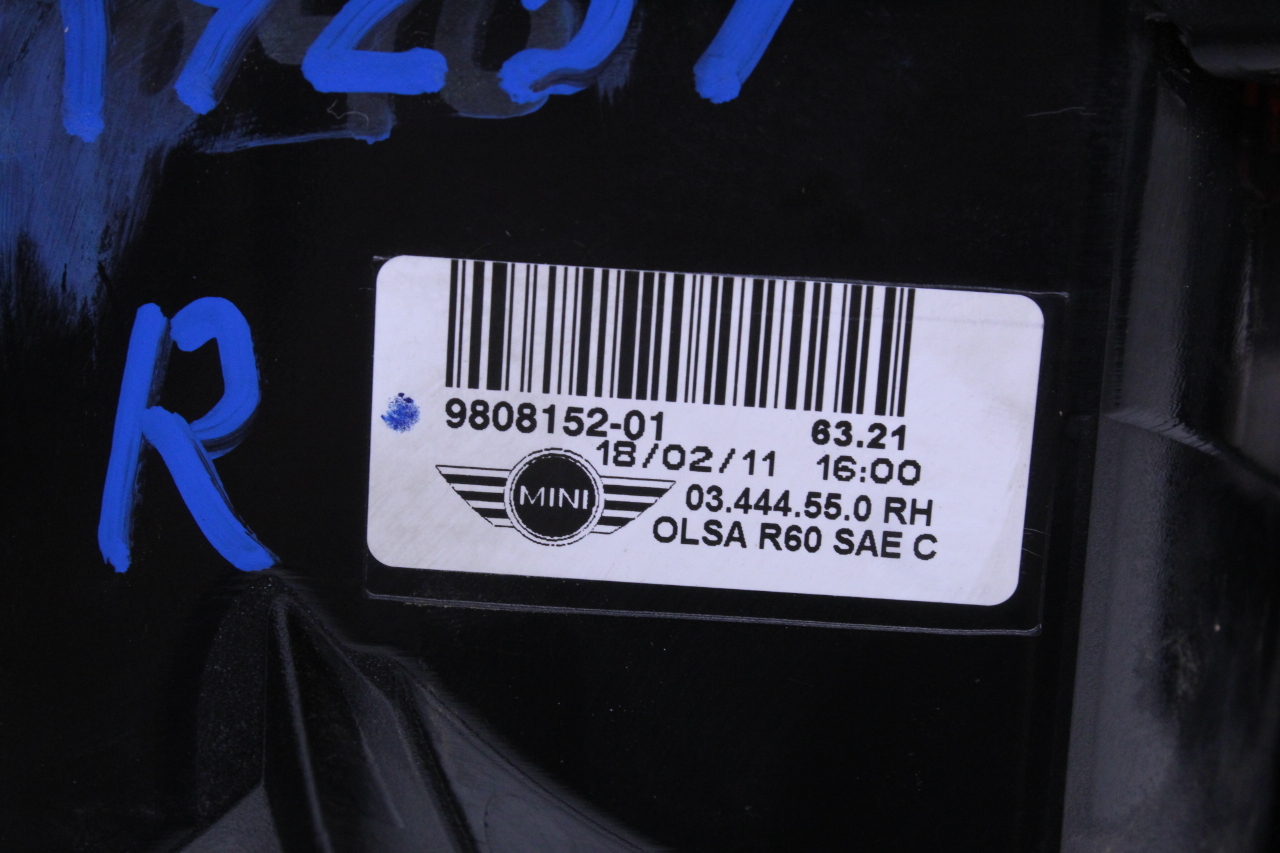 R
9808152-01 63.21
18/02/11 16:00
MINI
03.444.55.0 RH
OLSA R60 SAE C